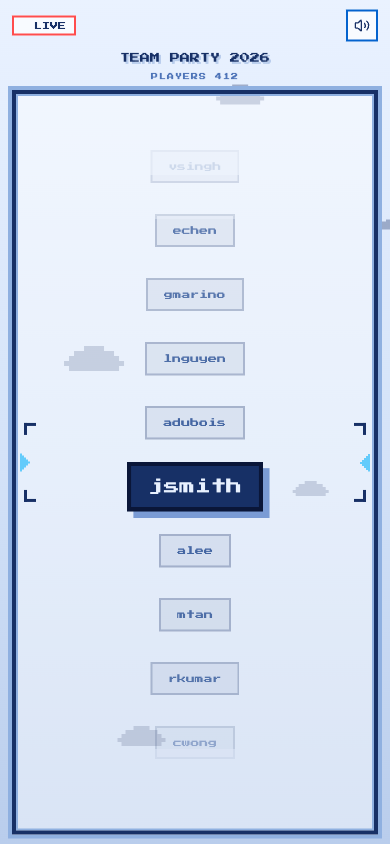 LIVE
TEAM PARTY 2026
PLAYERS 412
vsingh
echen
gmarino
lnguyen
adubois
jsmith
alee
mtan
rkumar
cwong